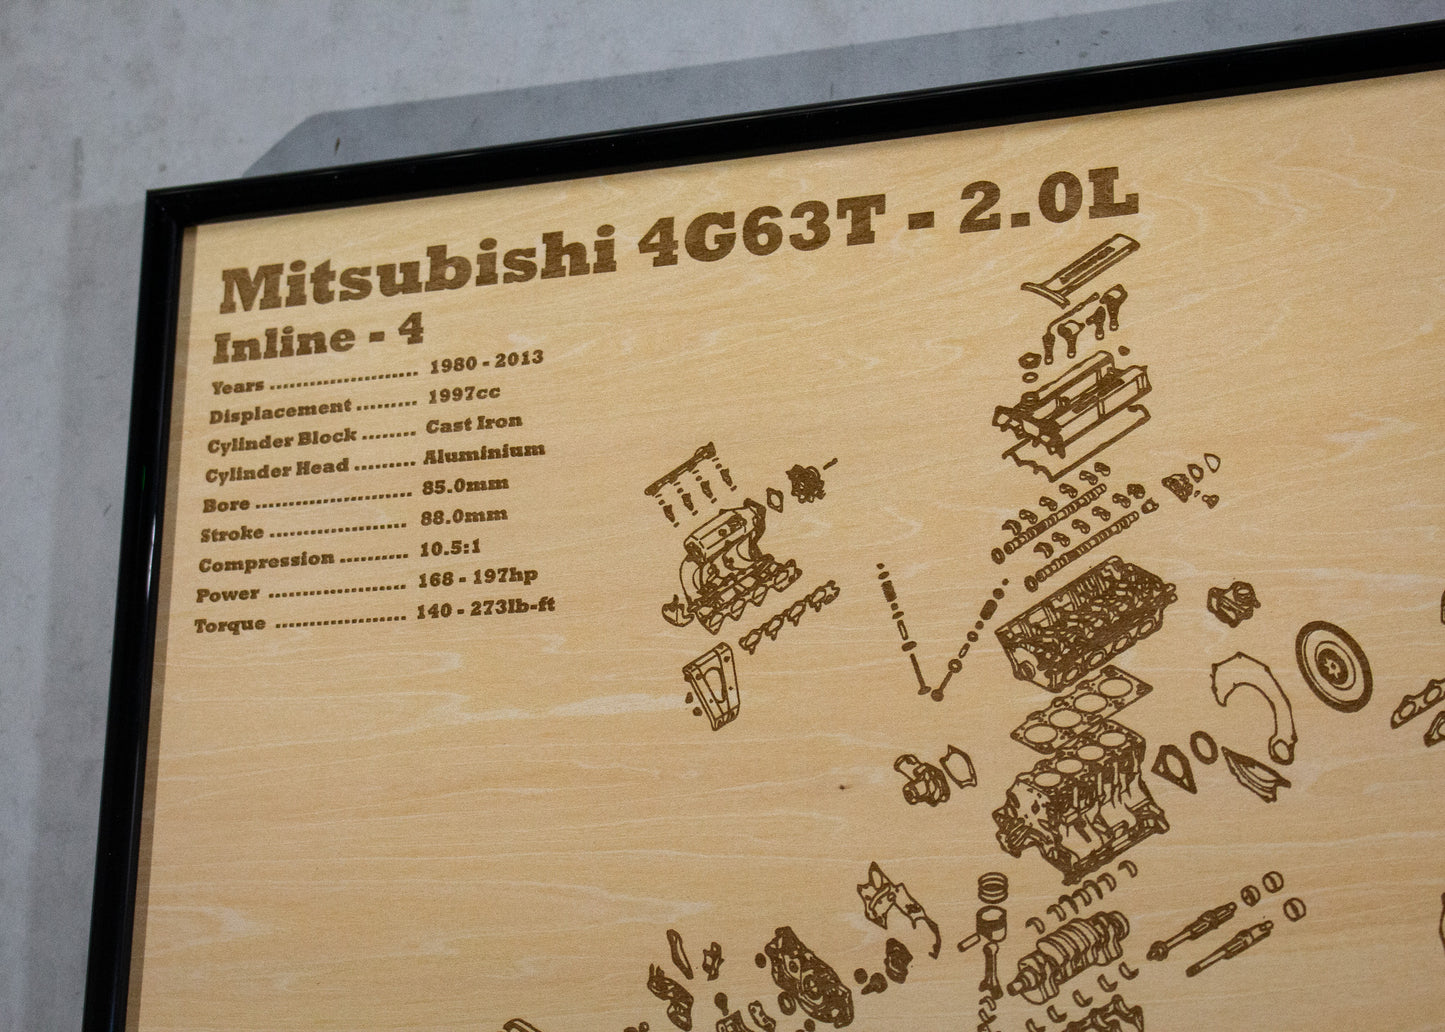 Mitsubishi 4G63T - 2.0L
Inline - 4
Years ...................... 1980 - 2013
Displacement ......... 1997cc
Cylinder Block ........ Cast Iron
Cylinder Head ......... Aluminium
Bore ........................ 85.0mm
Stroke ..................... 88.0mm
Compression .......... 10.5:1
Power ..................... 168 - 197hp
Torque .................... 140 - 273lb-ft